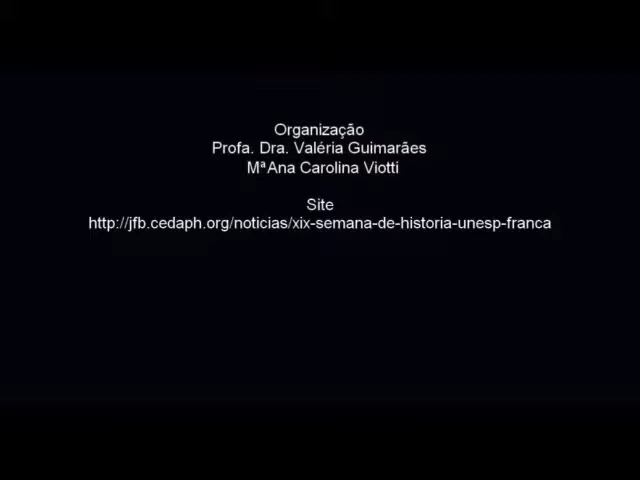 Organização
Profa. Dra. Valéria Guimarães
MªAna Carolina Viotti
Site
http://jfb.cedaph.org/noticias/xix-semana-de-historia-unesp-franca